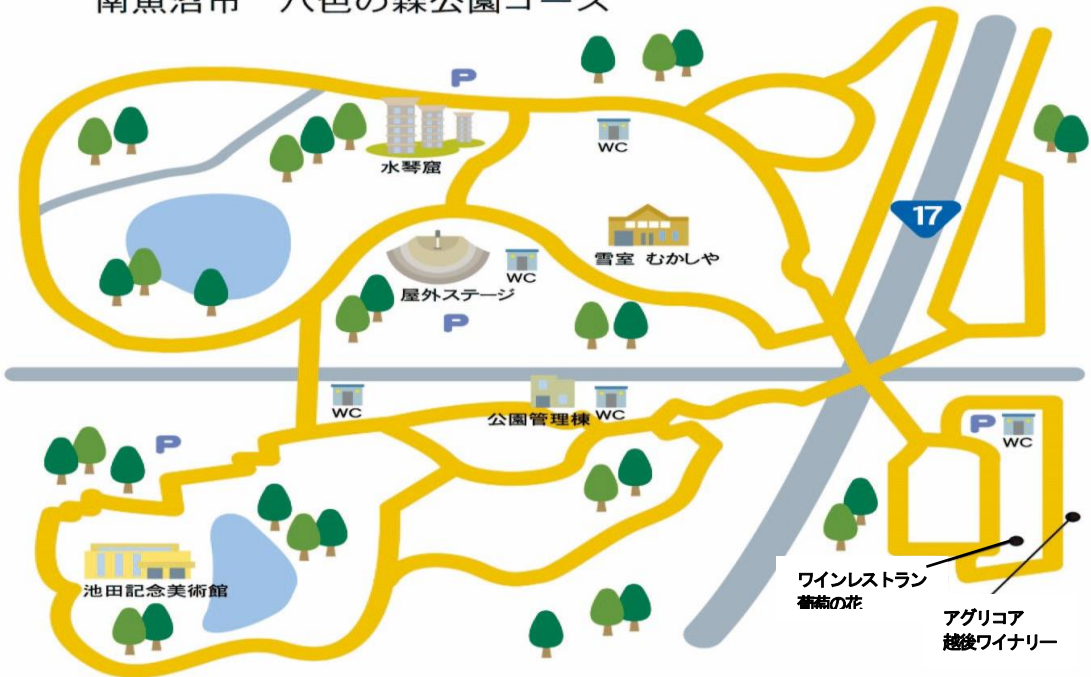 南魚沼市 八色の森公園コース
P
WC
水琴窟
17
雪室 むかしや
WC
屋外ステージ
P
WC
公園管理棟
WC
P
P
WC
池田記念美術館
ワインレストラン
葡萄の花
アグリコア
越後ワイナリー